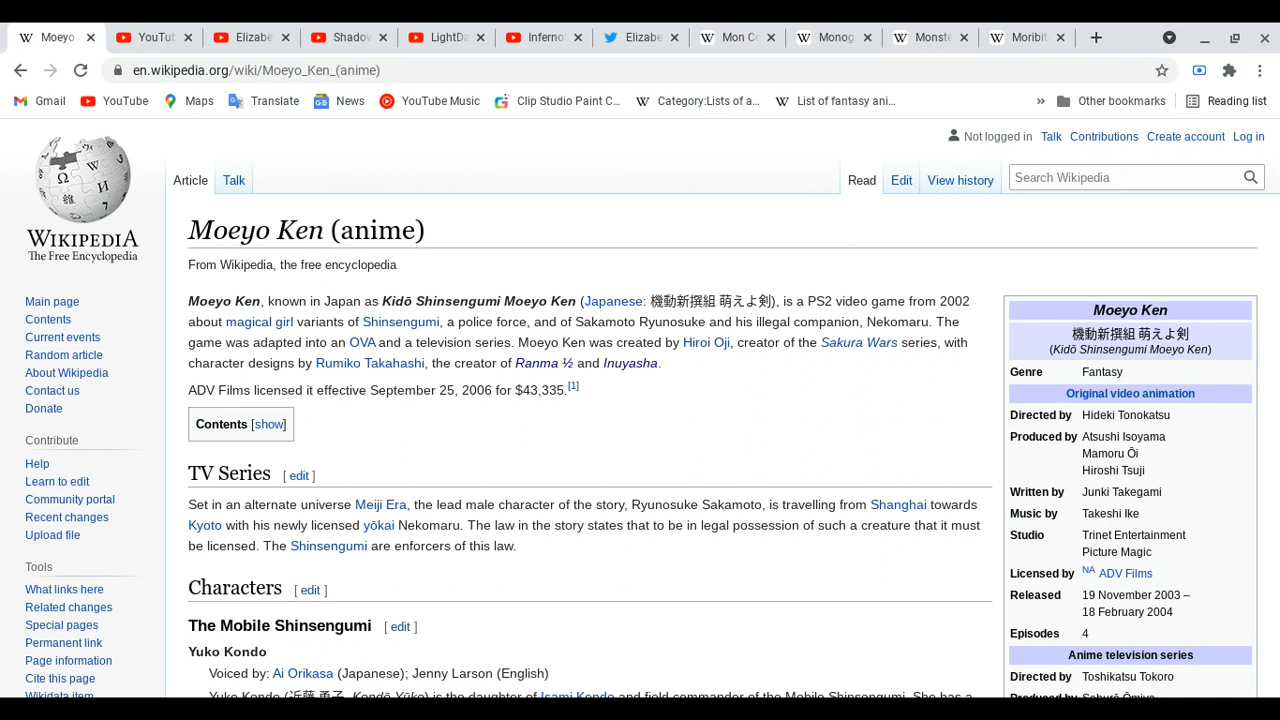 Moeyo
YouTub
Elizabe
Shadow
LightDa
Inferno
Elizabe
Mon Co
Monog
Monste
Moribit
en.wikipedia.org/wiki/Moeyo_Ken_(anime)
Gmail
YouTube
Maps
Translate
News
YouTube Music
Clip Studio Paint C...
Category:Lists of a...
List of fantasy ani...
»
Other bookmarks
Reading list
Not logged in
Talk
Contributions
Create account
Log in
WIKIPEDIA
The Free Encyclopedia
Article
Talk
Read
Edit
View history
Search Wikipedia
Main page
Contents
Current events
Random article
About Wikipedia
Contact us
Donate
Contribute
Help
Learn to edit
Community portal
Recent changes
Upload file
Tools
What links here
Related changes
Special pages
Permanent link
Page information
Cite this page
Wikidata item
Moeyo Ken (anime)
From Wikipedia, the free encyclopedia
Moeyo Ken, known in Japan as Kidō Shinsengumi Moeyo Ken (Japanese: 機動新撰組 萌えよ剣), is a PS2 video game from 2002
about magical girl variants of Shinsengumi, a police force, and of Sakamoto Ryunosuke and his illegal companion, Nekomaru. The
game was adapted into an OVA and a television series. Moeyo Ken was created by Hiroi Oji, creator of the Sakura Wars series, with
character designs by Rumiko Takahashi, the creator of Ranma ½ and Inuyasha.
ADV Films licensed it effective September 25, 2006 for $43,335.[1]
Contents [show]
TV Series [ edit ]
Set in an alternate universe Meiji Era, the lead male character of the story, Ryunosuke Sakamoto, is travelling from Shanghai towards
Kyoto with his newly licensed yōkai Nekomaru. The law in the story states that to be in legal possession of such a creature that it must
be licensed. The Shinsengumi are enforcers of this law.
Characters [ edit ]
The Mobile Shinsengumi [ edit ]
Yuko Kondo
Voiced by: Ai Orikasa (Japanese); Jenny Larson (English)
Yuko Kondo (近藤 勇子, Kondō Yūko) is the daughter of Isami Kondo and field commander of the Mobile Shinsengumi. She has a
Moeyo Ken
機動新撰組 萌えよ剣
(Kidō Shinsengumi Moeyo Ken)
Genre Fantasy
Original video animation
Directed by Hideki Tonokatsu
Produced by Atsushi Isoyama
Mamoru Ōi
Hiroshi Tsuji
Written by Junki Takegami
Music by Takeshi Ike
Studio Trinet Entertainment
Picture Magic
Licensed by NA ADV Films
Released 19 November 2003 –
18 February 2004
Episodes 4
Anime television series
Directed by Toshikatsu Tokoro
Produced by Saburō Ōmiya